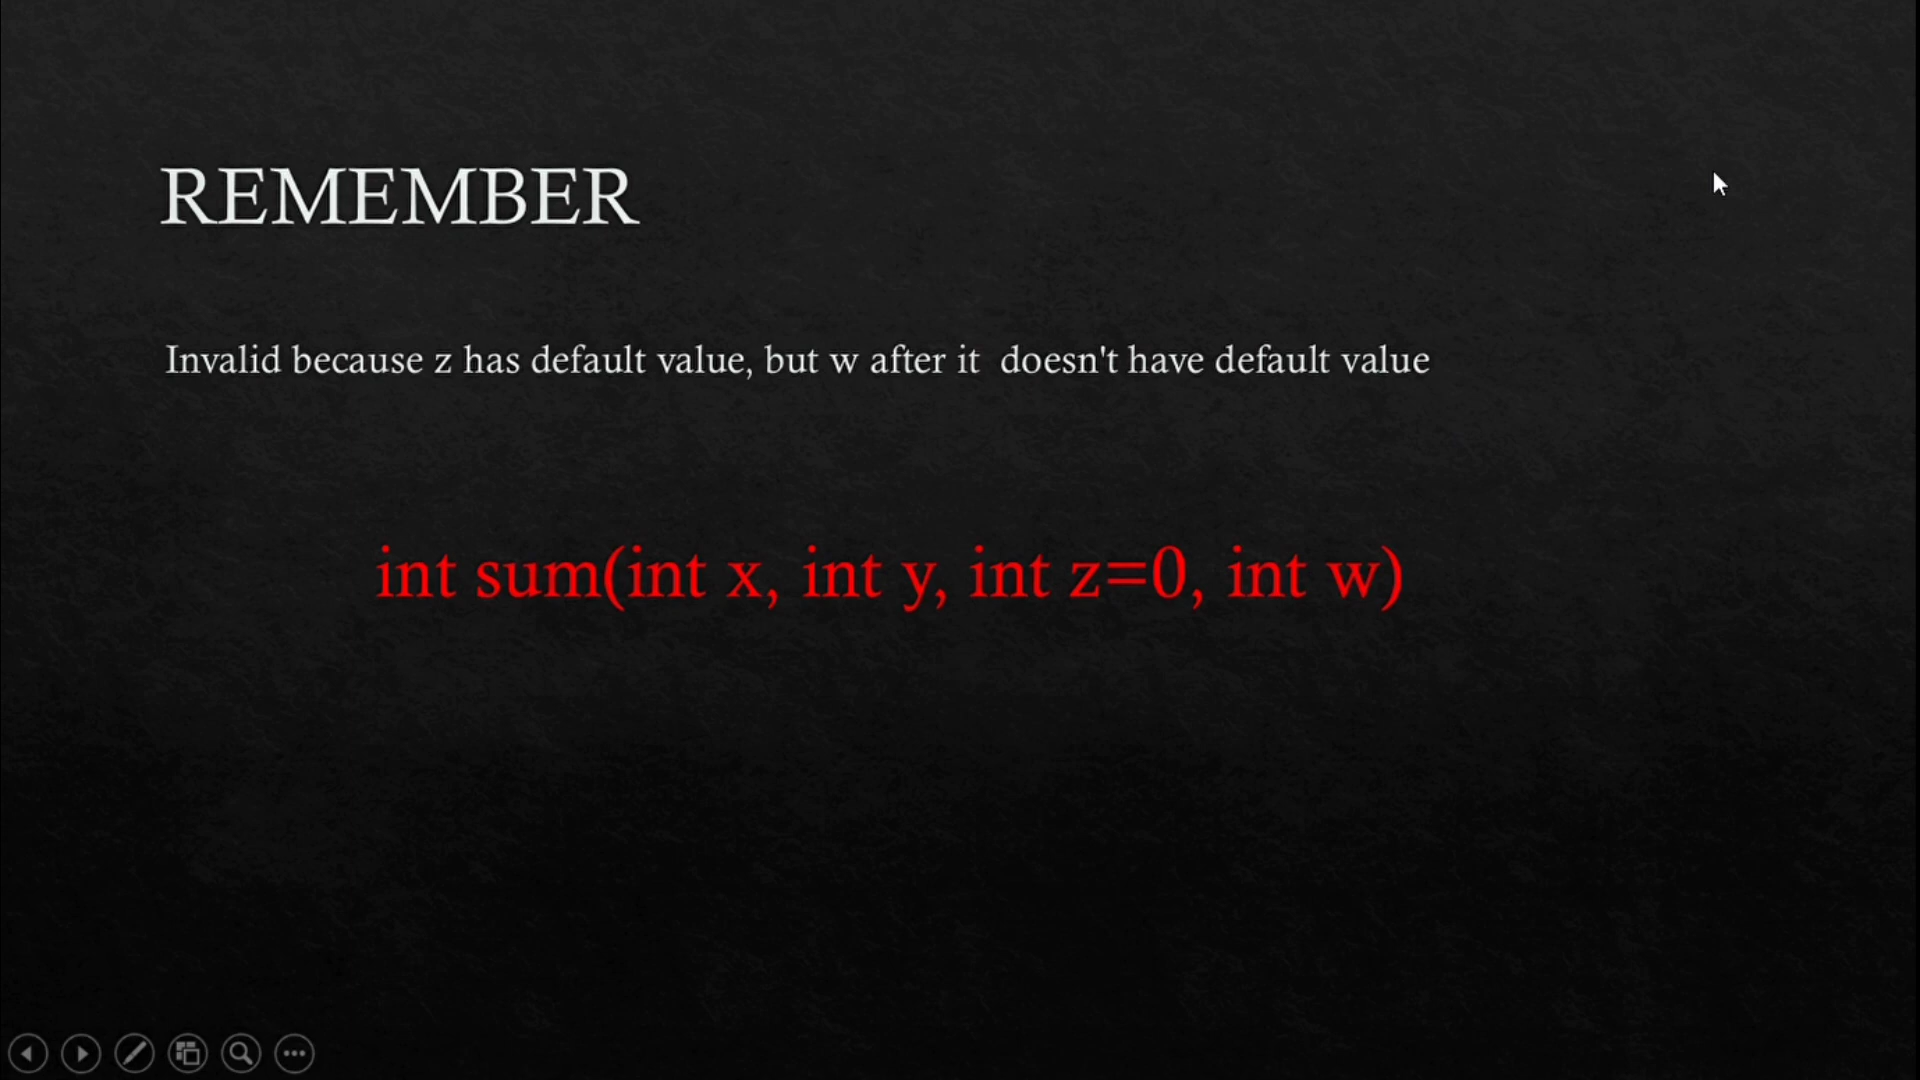 REMEMBER
Invalid because z has default value, but w after it  doesn't have default value
int sum(int x, int y, int z=0, int w)